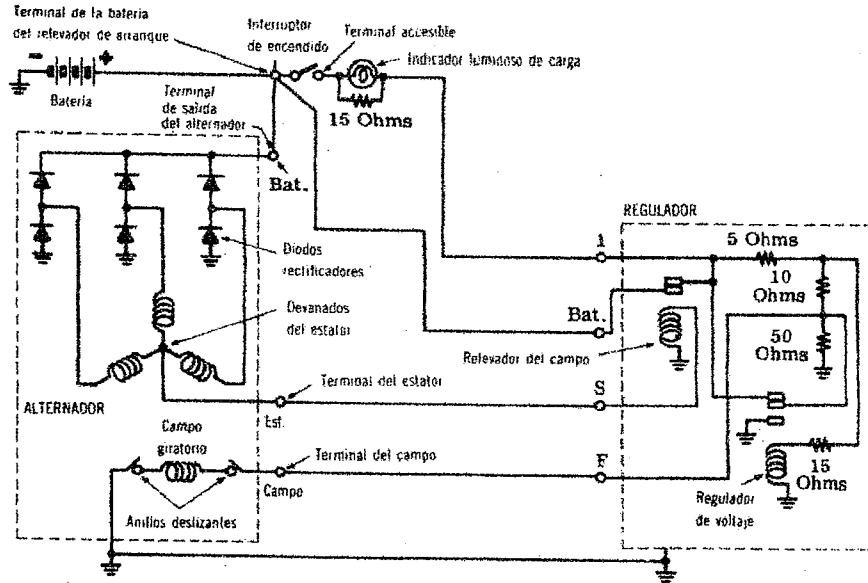 Terminal de la batería
del relevador de arranque
Interruptor
de encendido
Terminal accesible
Indicador luminoso de carga
- +
Batería
15 Ohms
Terminal
de salida
del alternador
Bat.
REGULADOR
1
5 Ohms
10
Ohms
Diodos
rectificadores
Devanados
del estator
Bat.
50
Ohms
Relevador del campo
Terminal del estator
S
ALTERNADOR
Est.
Campo
giratorio
Terminal del campo
F
Campo
15
Ohms
Anillos deslizantes
Regulador
de voltaje